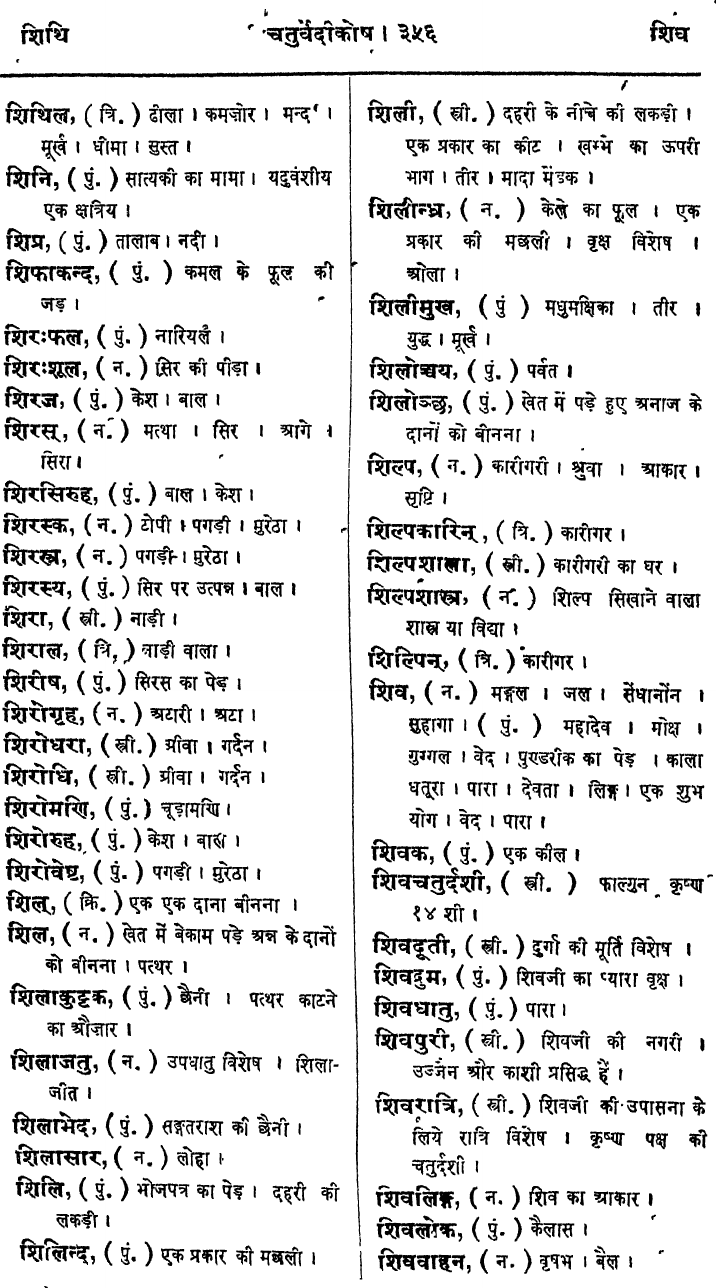 शिथि
चतुर्वेदीकोष । ३५६
शिव
शिथिल, ( त्रि. ) ढीला । कमज़ोर । मन्द ।
मूर्ख । धीमा । सुस्त ।
शिनि, ( पुं. ) सात्यकी का मामा । यदुवंशीय
एक क्षत्रिय ।
शिप्र, ( पुं. ) तालाब । नदी ।
शिफाकन्द, ( पुं. ) कमल के फूल की
जड़ ।
शिरःफल, ( पुं. ) नारियल ।
शिरःशूल, ( न. ) सिर की पीड़ा ।
शिरज, ( पुं. ) केश । बाल ।
शिरस्, ( न. ) मत्था । सिर । आगे ।
सिरा ।
शिरसिरुह, ( पुं. ) बाल । केश ।
शिरस्क, ( न. ) टोपी । पगड़ी । मुरेठा ।
शिरस्त्र, ( न. ) पगड़ी । मुरेठा ।
शिरस्य, ( पुं. ) सिर पर उत्पन्न । बाल ।
शिरा, ( स्त्री. ) नाड़ी ।
शिराल, ( त्रि, ) नाड़ी वाला ।
शिरीष, ( पुं. ) सिरस का पेड़ ।
शिरोगृह, ( न. ) अटारी । अटा ।
शिरोधरा, ( स्त्री. ) ग्रीवा । गर्दन ।
शिरोधि, ( स्त्री. ) ग्रीवा । गर्दन ।
शिरोमणि, ( पुं. ) चूड़ामणि ।
शिरोरुह, ( पुं. ) केश । बाल ।
शिरोवेष्ट, ( पुं. ) पगड़ी । मुरेठा ।
शिल्, ( क्रि. ) एक एक दाना बीनना ।
शिल, ( न. ) खेत में बेकाम पड़े अन्न के दानों
को बीनना । पत्थर ।
शिलाकुट्टक, ( पुं. ) छैनी । पत्थर काटने
का औज़ार ।
शिलाजतु, ( न. ) उपधातु विशेष । शिला-
जीत ।
शिलाभेद, ( पुं. ) सङ्गतराश की छैनी ।
शिलासार, ( न. ) लोहा ।
शिलि, ( पुं. ) भोजपत्र का पेड़ । दहरी की
लकड़ी ।
शिलिन्द, ( पुं. ) एक प्रकार की मछली ।
शिली, ( स्त्री. ) दहरी के नीचे की लकड़ी ।
एक प्रकार का कीट । खम्भे का ऊपरी
भाग । तीर । मादा मेंडक ।
शिलीन्ध्र, ( न. ) केले का फूल । एक
प्रकार की मछली । वृक्ष विशेष ।
ओला ।
शिलीमुख, ( पुं ) मधुमक्षिका । तीर ।
युद्ध । मूर्ख ।
शिलोच्चय, ( पुं. ) पर्वत ।
शिलोञ्छ, ( पुं. ) खेत में पड़े हुए अनाज के
दानों को बीनना ।
शिल्प, ( न. ) कारीगरी । श्रुवा । आकार ।
सृष्टि ।
शिल्पकारिन्, ( त्रि. ) कारीगर ।
शिल्पशाला, ( स्त्री. ) कारीगरी का घर ।
शिल्पशास्त्र, ( न. ) शिल्प सिखाने वाला
शास्त्र या विद्या ।
शिल्पिन्, ( त्रि. ) कारीगर ।
शिव, ( न. ) मङ्गल । जल । सेंधानोंन ।
सुहागा । ( पुं. ) महादेव । मोक्ष ।
गुग्गल । वेद । पुण्डरीक का पेड़ । काला
धतूरा । पारा । देवता । लिङ्ग । एक शुभ
योग । वेद । पारा ।
शिवक, ( पुं. ) एक कील ।
शिवचतुर्दशी, ( स्त्री. ) फाल्गुन कृष्ण
१४ शी ।
शिवदूती, ( स्त्री. ) दुर्गा की मूर्ति विशेष ।
शिवद्रुम, ( पुं. ) शिवजी का प्यारा वृक्ष ।
शिवधातु, ( पुं. ) पारा ।
शिवपुरी, ( स्त्री. ) शिवजी की नगरी ।
उज्जैन और काशी प्रसिद्ध हैं ।
शिवरात्रि, ( स्त्री. ) शिवजी की उपासना के
लिये रात्रि विशेष । कृष्ण पक्ष की
चतुर्दशी ।
शिवलिङ्ग, ( न. ) शिव का आकार ।
शिवलोक, ( पुं. ) कैलास ।
शिववाहन, ( न. ) वृषभ । बैल ।